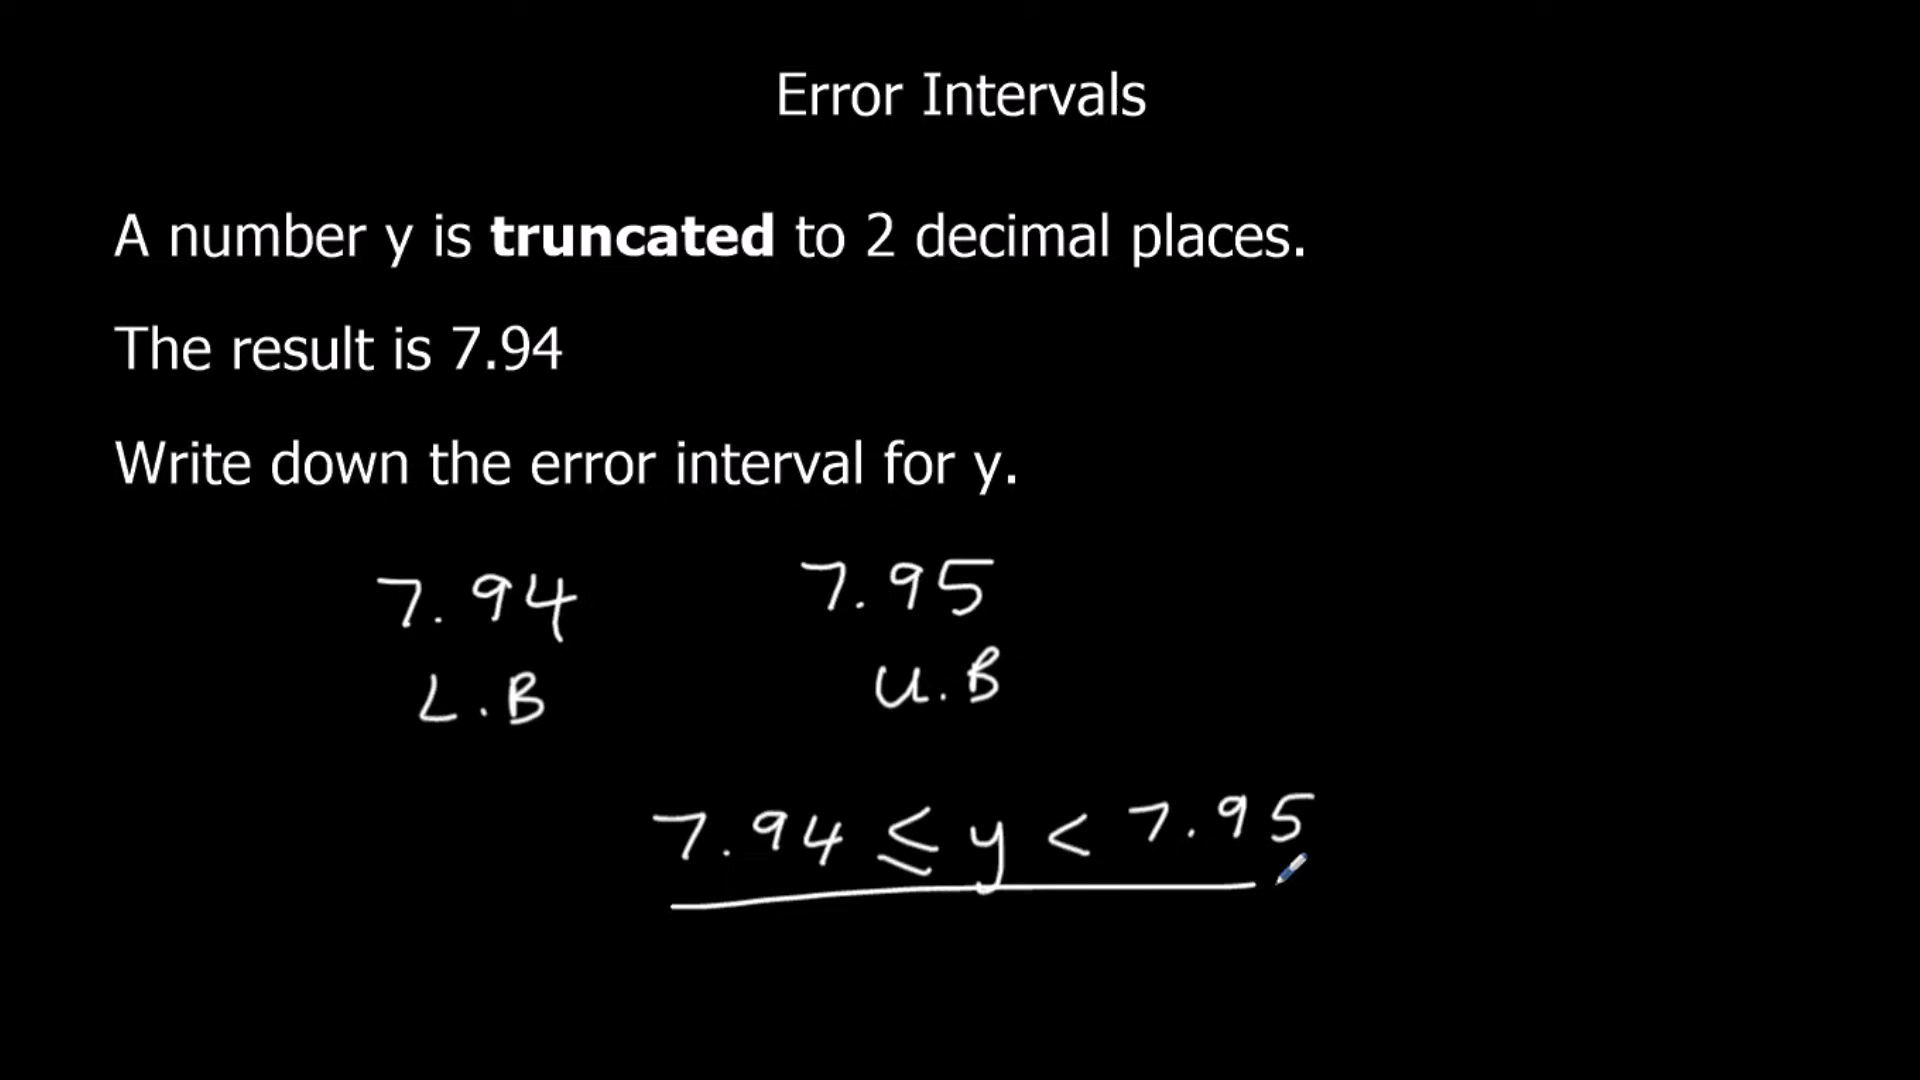 Error Intervals
A number y is truncated to 2 decimal places.
The result is 7.94
Write down the error interval for y.
7.94 7.95
L.B U.B
7.94 ≤ y < 7.95